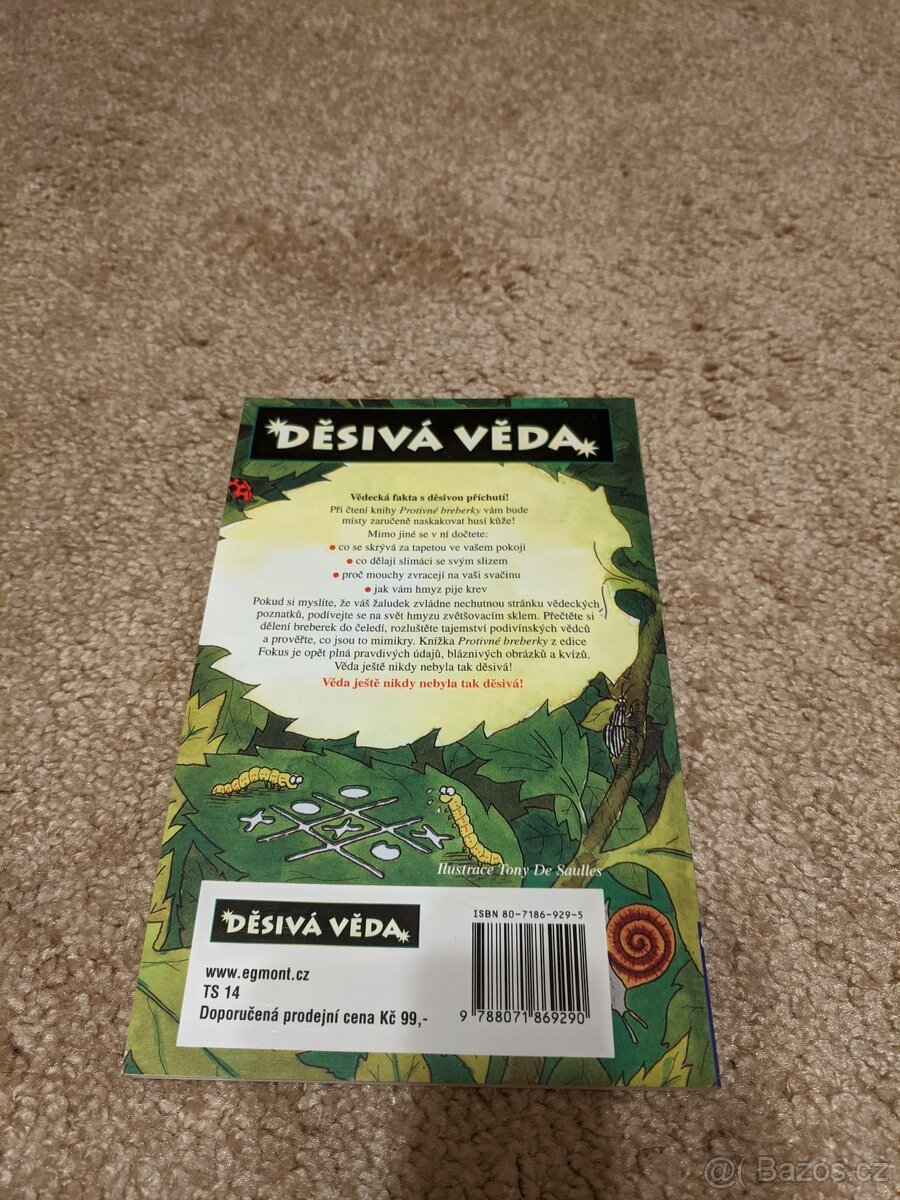 DĚSIVÁ VĚDA
Vědecká fakta s děsivou příchutí!
Při čtení knihy Protivné breberky vám bude
místy zaručeně naskakovat husí kůže!
Mimo jiné se v ní dočtete:
• co se skrývá za tapetou ve vašem pokoji
• co dělají slimáci se svým slizem
• proč mouchy zvracejí na vaši svačinu
• jak vám hmyz pije krev
Pokud si myslíte, že váš žaludek zvládne nechutnou stránku vědeckých
poznatků, podívejte se na svět hmyzu zvětšovacím sklem. Přečtěte si
dělení breberek do čeledí, rozluštěte tajemství podivínských vědců
a prověřte, co jsou to mimikry. Knížka Protivné breberky z edice
Fokus je opět plná pravdivých údajů, bláznivých obrázků a kvízů.
Věda ještě nikdy nebyla tak děsivá!
Věda ještě nikdy nebyla tak děsivá!
Ilustrace Tony De Saulles
DĚSIVÁ VĚDA
www.egmont.cz
TS 14
Doporučená prodejní cena Kč 99,-
ISBN 80-7186-929-5
9 788071 869290
@( Bazos.cz